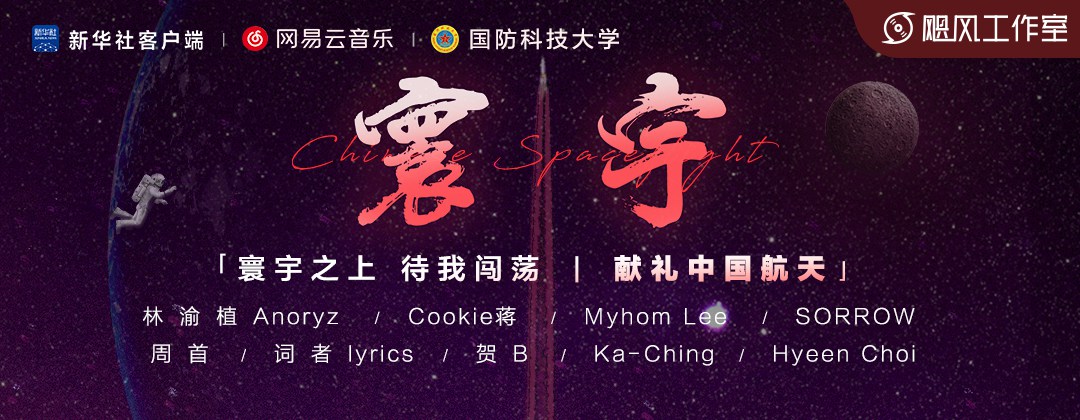 新华社客户端 | 网易云音乐 | 国防科技大学
飓风工作室
寰宇
Chinese Spaceflight
「寰宇之上 待我闯荡 | 献礼中国航天」
林渝植 Anoryz / Cookie蒋 / Myhom Lee / SORROW
周首 / 词者 lyrics / 贺B / Ka-Ching / Hyeen Choi